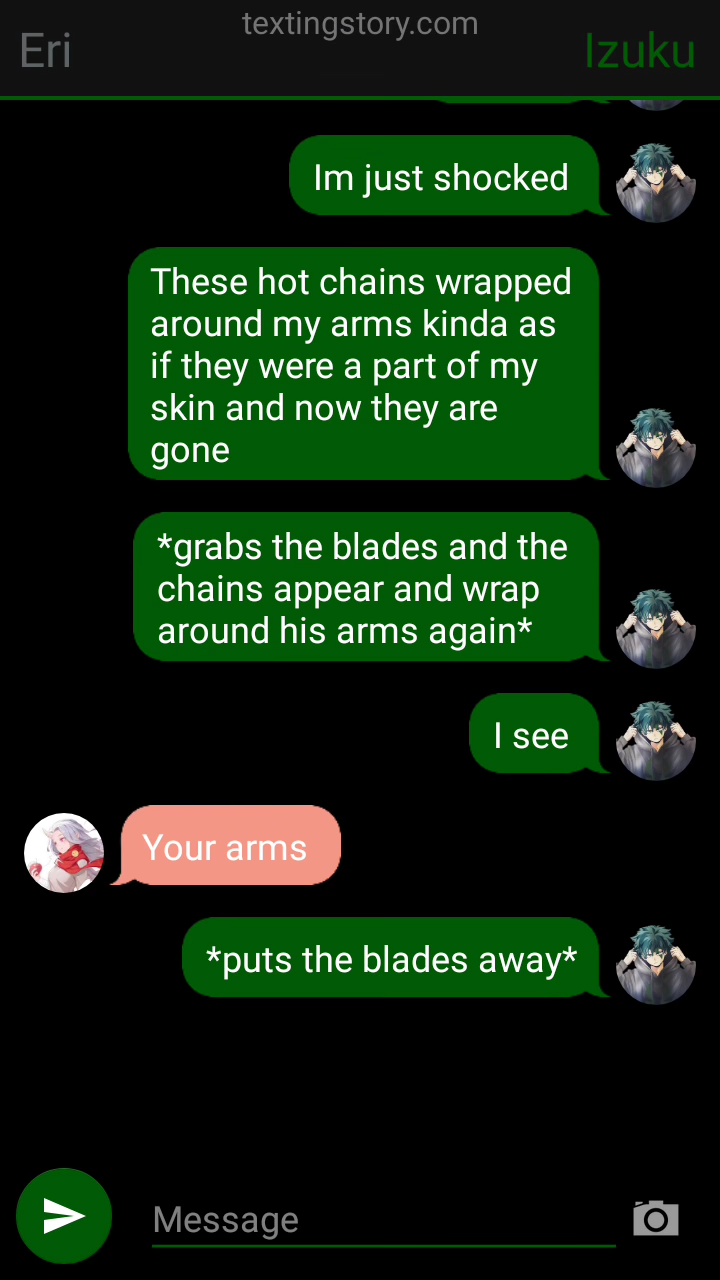 textingstory.com
Eri
Izuku
Im just shocked
These hot chains wrapped
around my arms kinda as
if they were a part of my
skin and now they are
gone
*grabs the blades and the
chains appear and wrap
around his arms again*
I see
Your arms
*puts the blades away*
Message